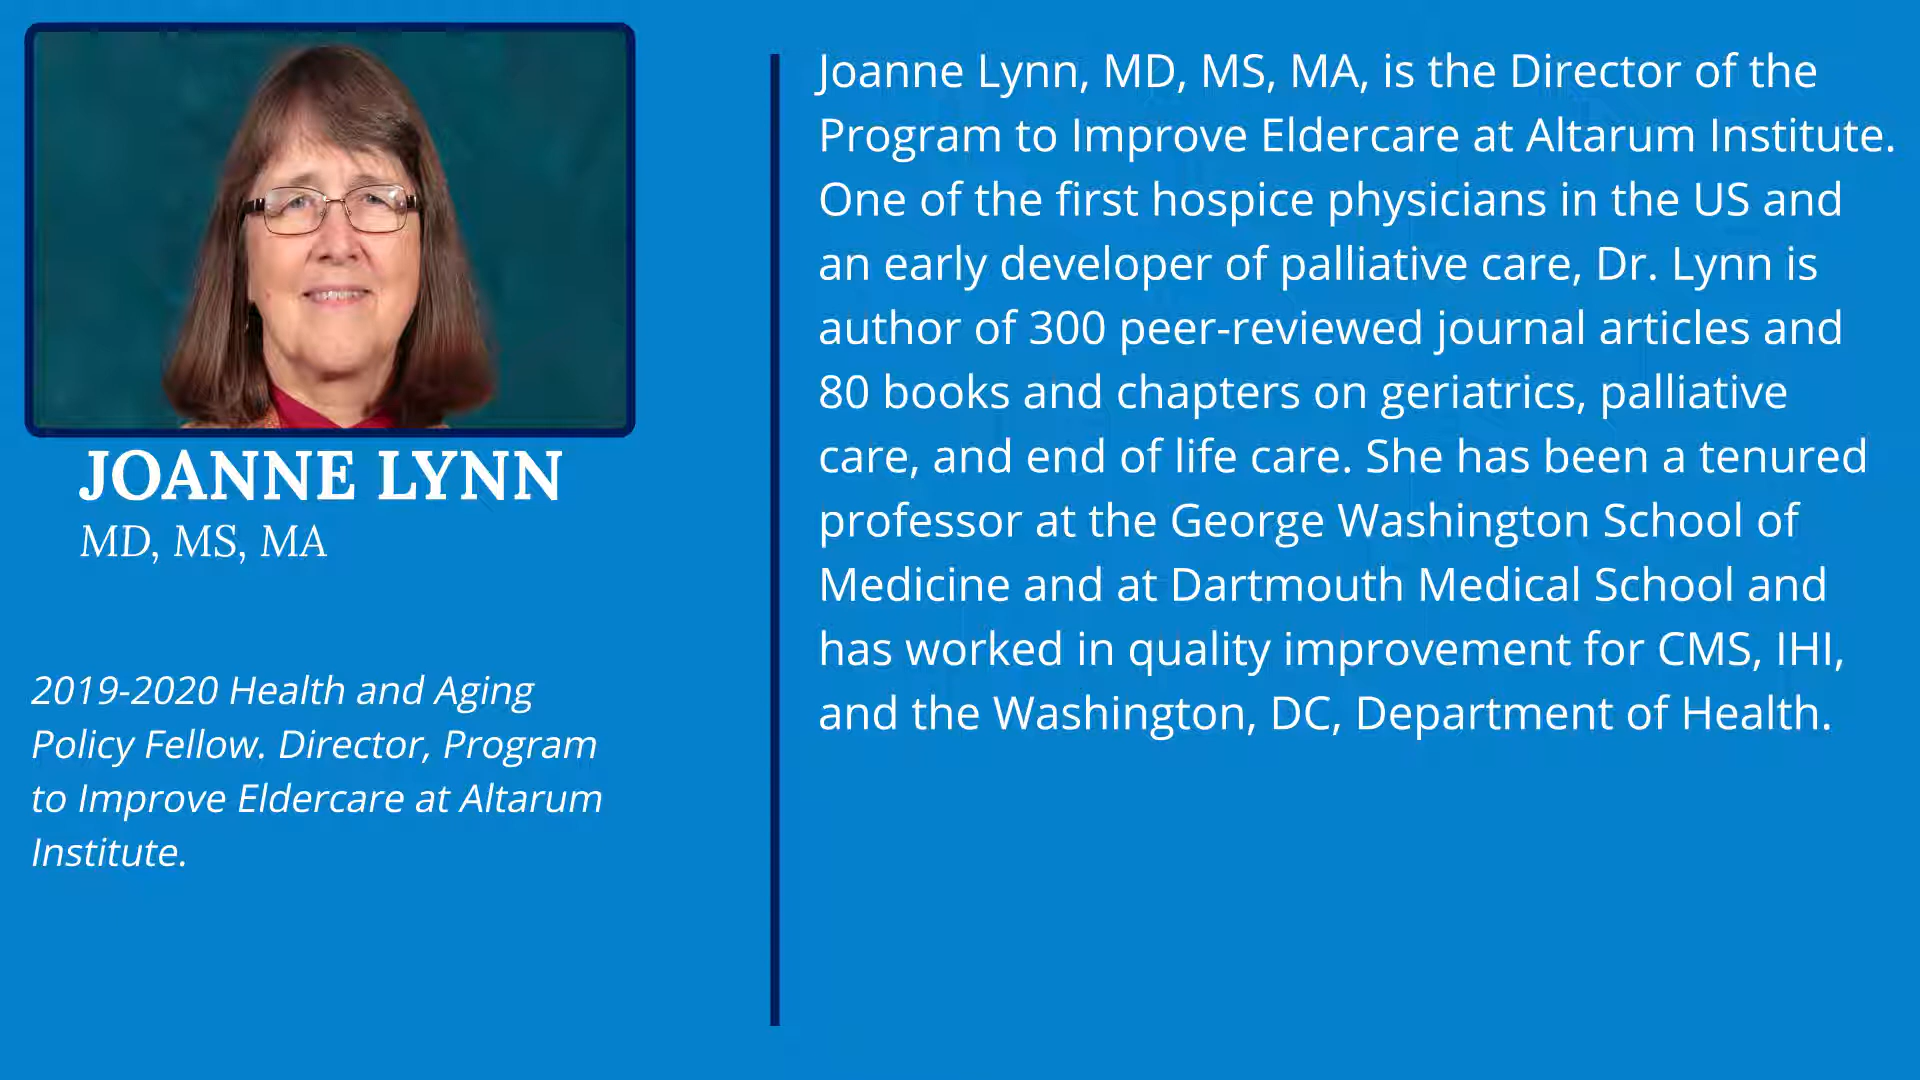 JOANNE LYNN
MD, MS, MA
2019-2020 Health and Aging
Policy Fellow. Director, Program
to Improve Eldercare at Altarum
Institute.
Joanne Lynn, MD, MS, MA, is the Director of the
Program to Improve Eldercare at Altarum Institute.
One of the first hospice physicians in the US and
an early developer of palliative care, Dr. Lynn is
author of 300 peer-reviewed journal articles and
80 books and chapters on geriatrics, palliative
care, and end of life care. She has been a tenured
professor at the George Washington School of
Medicine and at Dartmouth Medical School and
has worked in quality improvement for CMS, IHI,
and the Washington, DC, Department of Health.